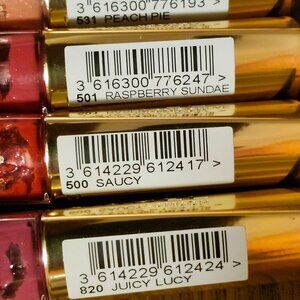 3 616300 776193 >
531 PEACH PIE
3 616300 776247 >
501 RASPBERRY SUNDAE
3 614229 612417 >
500 SAUCY
3 614229 612424 >
820 JUICY LUCY